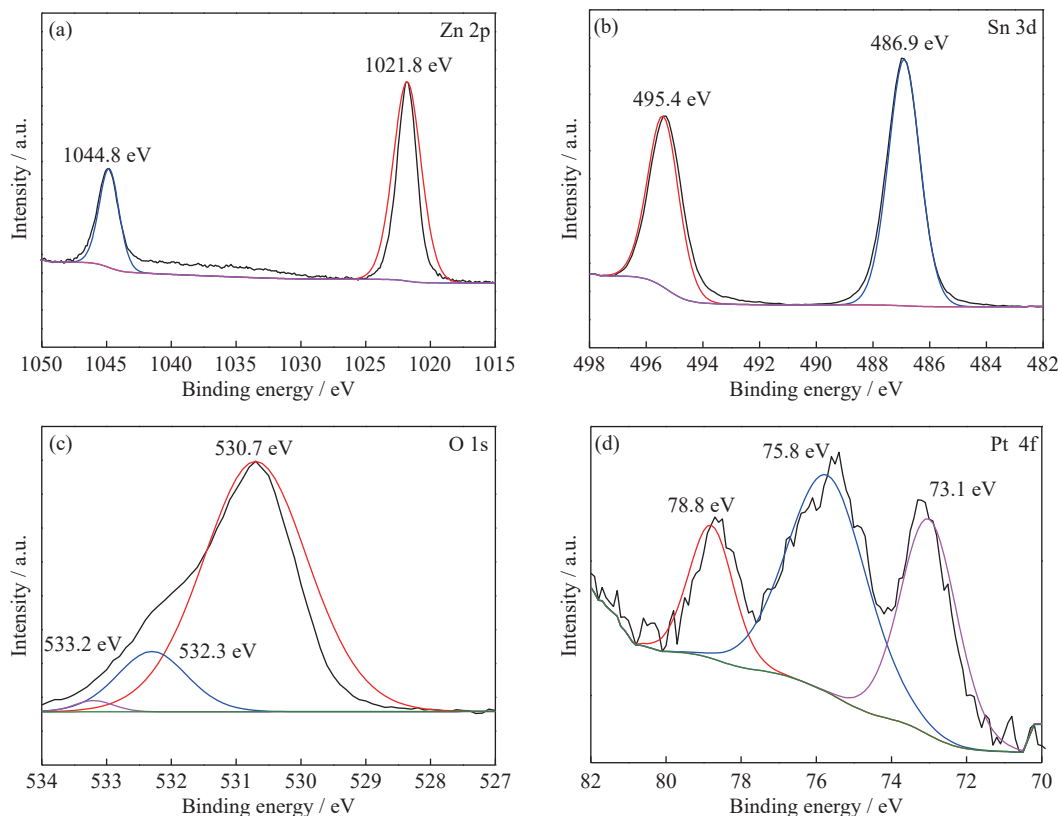 (a)
Zn 2p
1021.8 eV
1044.8 eV
Intensity / a.u.
1050 1045 1040 1035 1030 1025 1020 1015
Binding energy / eV
(b)
Sn 3d
486.9 eV
495.4 eV
Intensity / a.u.
498 496 494 492 490 488 486 484 482
Binding energy / eV
(c)
O 1s
530.7 eV
533.2 eV
532.3 eV
Intensity / a.u.
534 533 532 531 530 529 528 527
Binding energy / eV
(d)
Pt 4f
75.8 eV
73.1 eV
78.8 eV
Intensity / a.u.
82 80 78 76 74 72 70
Binding energy / eV